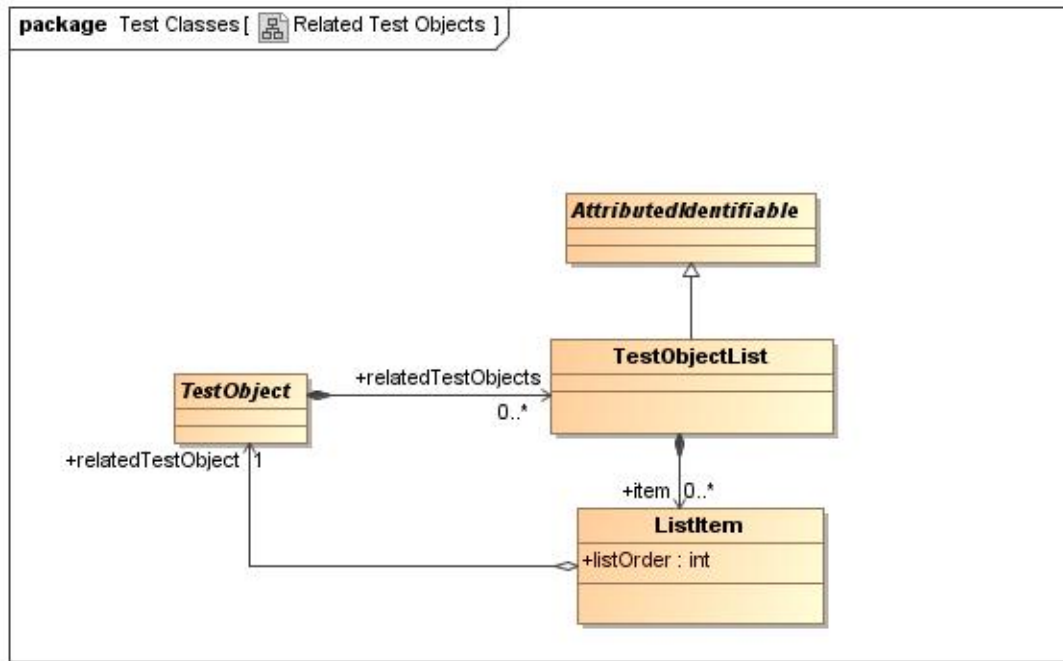 package Test Classes [ Related Test Objects ]
AttributedIdentifiable
TestObjectList
+relatedTestObjects
TestObject
0..*
+relatedTestObject 1
+item 0..*
ListItem
+listOrder : int